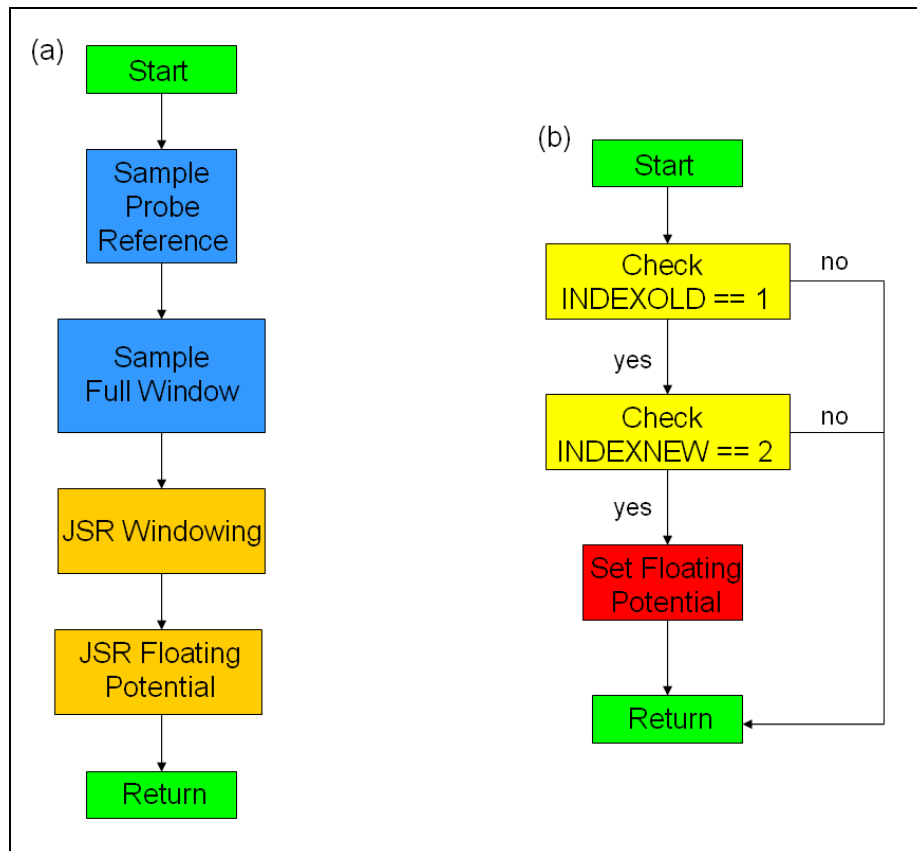 (a)
Start
Sample
Probe
Reference
Sample
Full Window
JSR Windowing
JSR Floating
Potential
Return
(b)
Start
Check
INDEXOLD == 1
no
yes
Check
INDEXNEW == 2
no
yes
Set Floating
Potential
Return